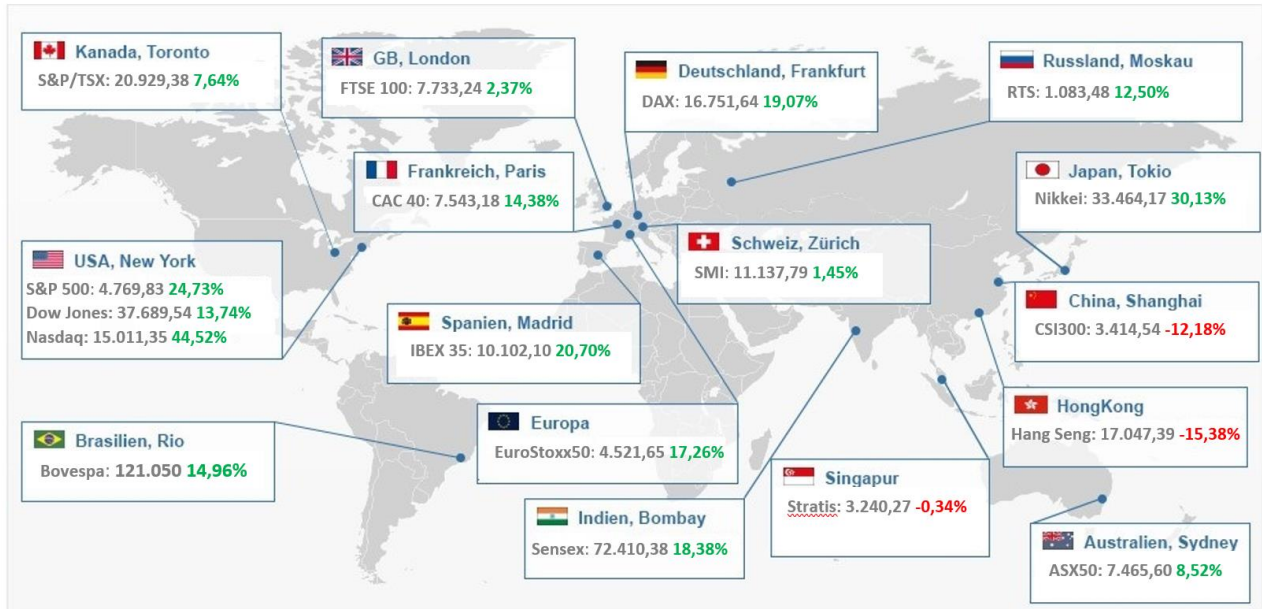 Kanada, Toronto
S&P/TSX: 20.929,38 7,64%
GB, London
FTSE 100: 7.733,24 2,37%
Deutschland, Frankfurt
DAX: 16.751,64 19,07%
Russland, Moskau
RTS: 1.083,48 12,50%
Frankreich, Paris
CAC 40: 7.543,18 14,38%
Japan, Tokio
Nikkei: 33.464,17 30,13%
USA, New York
S&P 500: 4.769,83 24,73%
Dow Jones: 37.689,54 13,74%
Nasdaq: 15.011,35 44,52%
Schweiz, Zürich
SMI: 11.137,79 1,45%
China, Shanghai
CSI300: 3.414,54 -12,18%
Spanien, Madrid
IBEX 35: 10.102,10 20,70%
HongKong
Hang Seng: 17.047,39 -15,38%
Brasilien, Rio
Bovespa: 121.050 14,96%
Europa
EuroStoxx50: 4.521,65 17,26%
Singapur
Stratis: 3.240,27 -0,34%
Indien, Bombay
Sensex: 72.410,38 18,38%
Australien, Sydney
ASX50: 7.465,60 8,52%